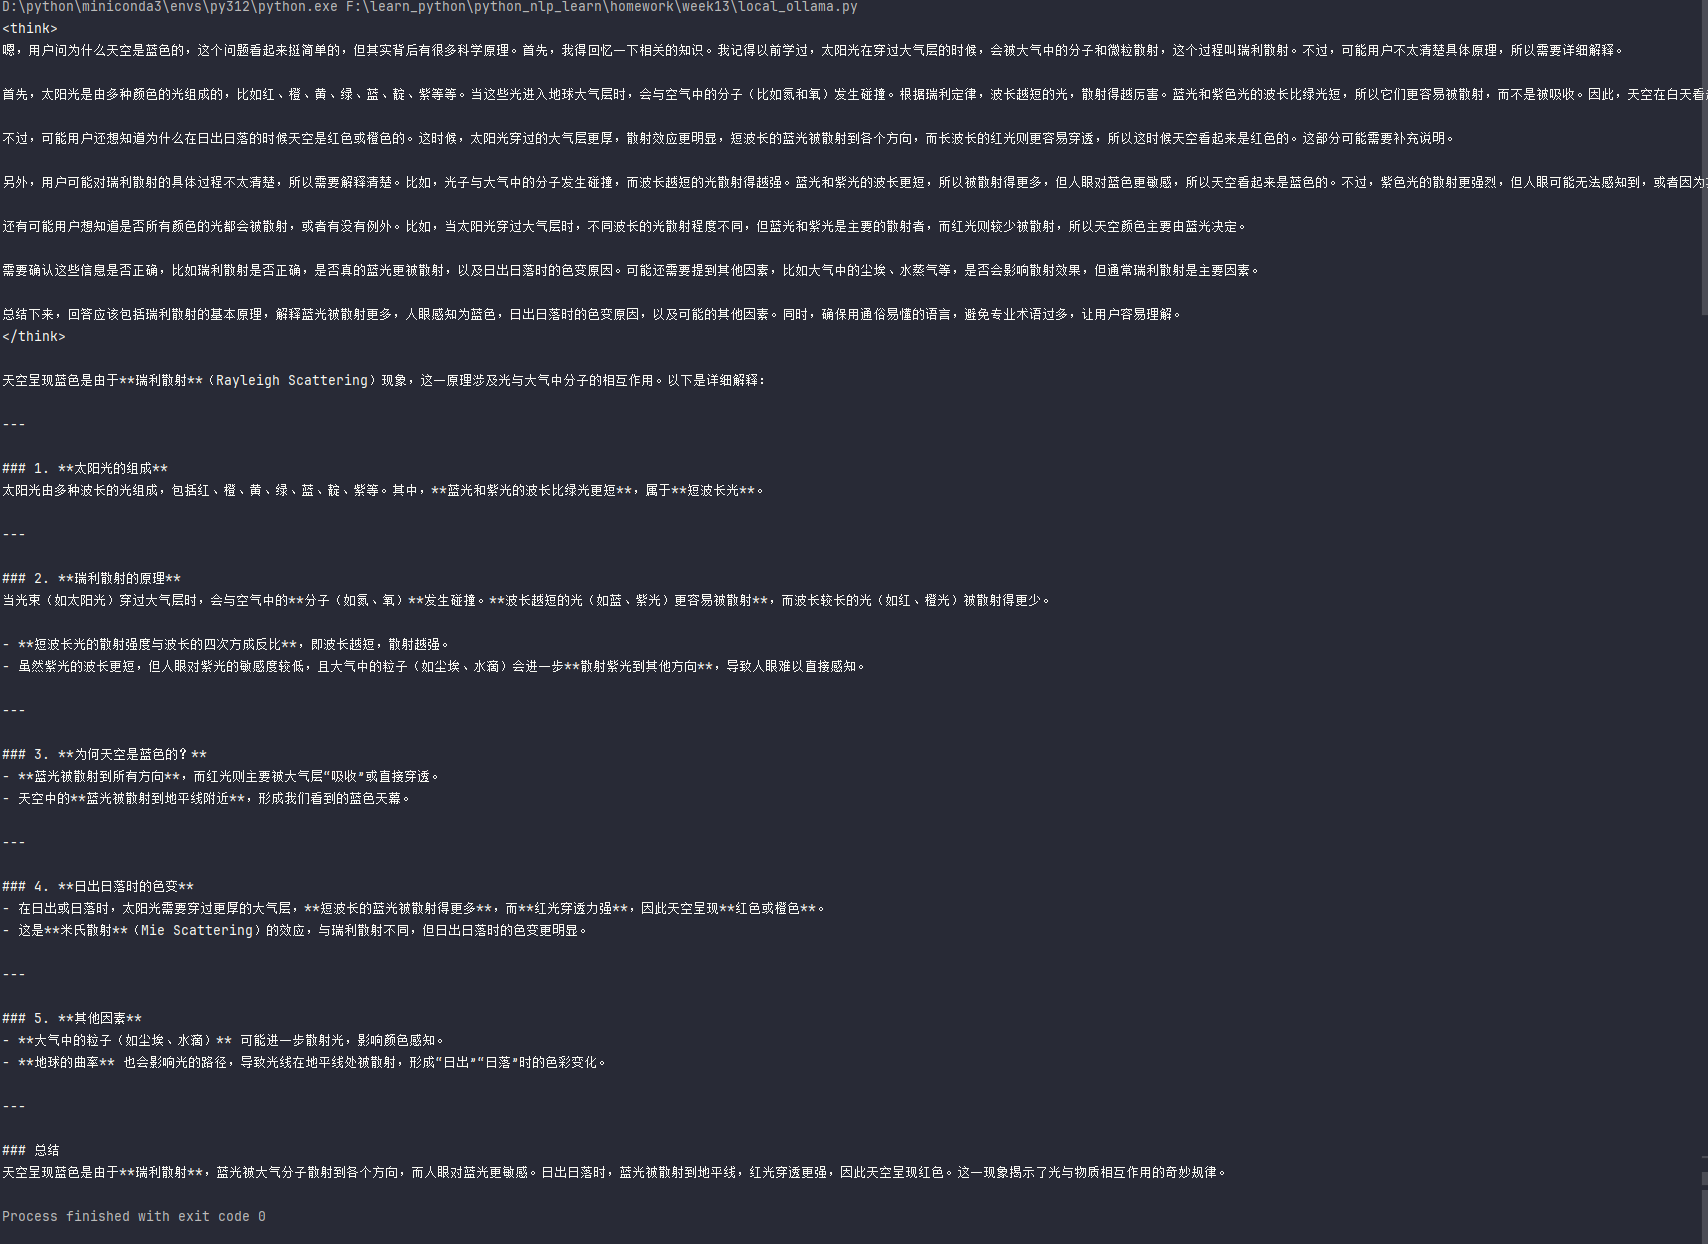 D:\python\miniconda3\envs\py312\python.exe F:\learn_python\python_nlp_learn\homework\week13\local_ollama.py
<think>
嗯，用户问为什么天空是蓝色的，这个问题看起来挺简单的，但其实背后有很多科学原理。首先，我得回忆一下相关的知识。我记得以前学过，太阳光在穿过大气层的时候，会被大气中的分子和微粒散射，这个过程叫瑞利散射。不过，可能用户不太清楚具体原理，所以需要详细解释。
首先，太阳光是由多种颜色的光组成的，比如红、橙、黄、绿、蓝、靛、紫等等。当这些光进入地球大气层时，会与空气中的分子（比如氮和氧）发生碰撞。根据瑞利定律，波长越短的光，散射得越厉害。蓝光和紫色光的波长比绿光短，所以它们更容易被散射，而不是被吸收。因此，天空在白天看
不过，可能用户还想知道为什么在日出日落的时候天空是红色或橙色的。这时候，太阳光穿过的大气层更厚，散射效应更明显，短波长的蓝光被散射到各个方向，而长波长的红光则更容易穿透，所以这时候天空看起来是红色的。这部分可能需要补充说明。
另外，用户可能对瑞利散射的具体过程不太清楚，所以需要解释清楚。比如，光子与大气中的分子发生碰撞，而波长越短的光散射得越强。蓝光和紫光的波长更短，所以被散射得更多，但人眼对蓝色更敏感，所以天空看起来是蓝色的。不过，紫色光的散射更强烈，但人眼可能无法感知到，或者因为
还有可能用户想知道是否所有颜色的光都会被散射，或者有没有例外。比如，当太阳光穿过大气层时，不同波长的光散射程度不同，但蓝光和紫光是主要的散射者，而红光则较少被散射，所以天空颜色主要由蓝光决定。
需要确认这些信息是否正确，比如瑞利散射是否正确，是否真的蓝光更被散射，以及日出日落时的色变原因。可能还需要提到其他因素，比如大气中的尘埃、水蒸气等，是否会影响散射效果，但通常瑞利散射是主要因素。
总结下来，回答应该包括瑞利散射的基本原理，解释蓝光被散射更多，人眼感知为蓝色，日出日落时的色变原因，以及可能的其他因素。同时，确保用通俗易懂的语言，避免专业术语过多，让用户容易理解。
</think>
天空呈现蓝色是由于**瑞利散射**（Rayleigh Scattering）现象，这一原理涉及光与大气中分子的相互作用。以下是详细解释：
---
### 1. **太阳光的组成**
太阳光由多种波长的光组成，包括红、橙、黄、绿、蓝、靛、紫等。其中，**蓝光和紫光的波长比绿光更短**，属于**短波长光**。
---
### 2. **瑞利散射的原理**
当光束（如太阳光）穿过大气层时，会与空气中的**分子（如氮、氧）**发生碰撞。**波长越短的光（如蓝、紫光）更容易被散射**，而波长较长的光（如红、橙光）被散射得更少。
- **短波长光的散射强度与波长的四次方成反比**，即波长越短，散射越强。
- 虽然紫光的波长更短，但人眼对紫光的敏感度较低，且大气中的粒子（如尘埃、水滴）会进一步**散射紫光到其他方向**，导致人眼难以直接感知。
---
### 3. **为何天空是蓝色的？**
- **蓝光被散射到所有方向**，而红光则主要被大气层“吸收”或直接穿透。
- 天空中的**蓝光被散射到地平线附近**，形成我们看到的蓝色天幕。
---
### 4. **日出日落时的色变**
- 在日出或日落时，太阳光需要穿过更厚的大气层，**短波长的蓝光被散射得更多**，而**红光穿透力强**，因此天空呈现**红色或橙色**。
- 这是**米氏散射**（Mie Scattering）的效应，与瑞利散射不同，但日出日落时的色变更明显。
---
### 5. **其他因素**
- **大气中的粒子（如尘埃、水滴）** 可能进一步散射光，影响颜色感知。
- **地球的曲率** 也会影响光的路径，导致光线在地平线处被散射，形成“日出”“日落”时的色彩变化。
---
### 总结
天空呈现蓝色是由于**瑞利散射**，蓝光被大气分子散射到各个方向，而人眼对蓝光更敏感。日出日落时，蓝光被散射到地平线，红光穿透更强，因此天空呈现红色。这一现象揭示了光与物质相互作用的奇妙规律。
Process finished with exit code 0